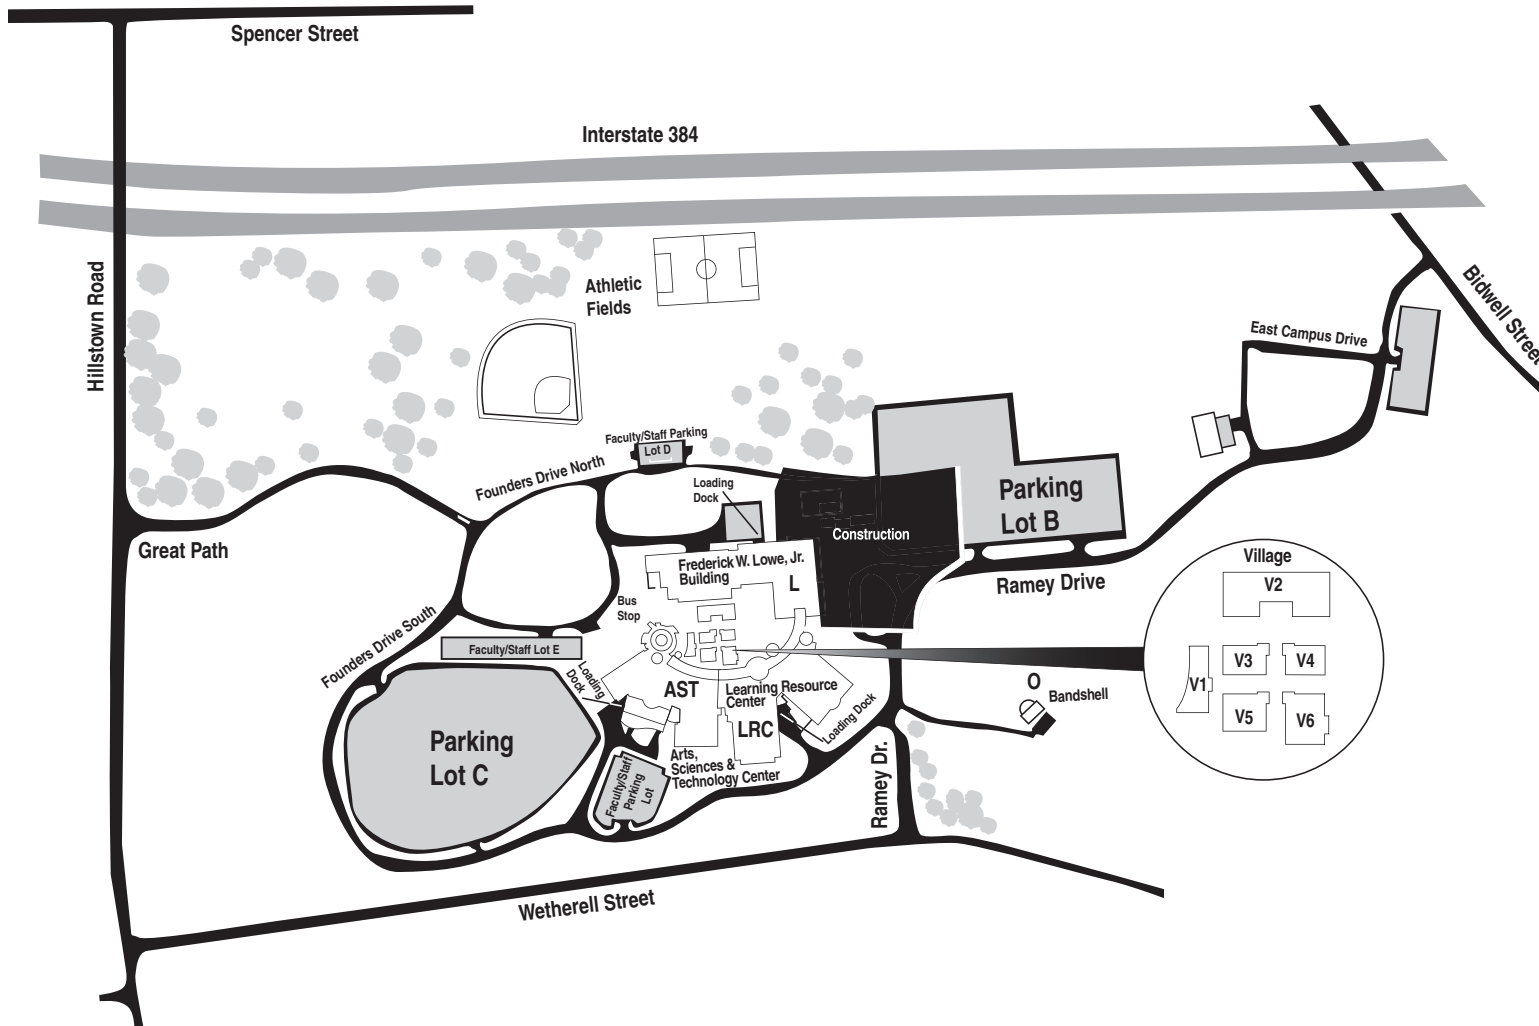 Spencer Street
Interstate 384
Hillstown Road
Athletic
Fields
Bidwell Street
East Campus Drive
Faculty/Staff Parking
Lot D
Founders Drive North
Loading
Dock
Parking
Lot B
Construction
Great Path
Frederick W. Lowe, Jr.
Building
L
L
Ramey Drive
Village
V2
V3
V4
V1
V5
V6
Bus
Stop
Founders Drive South
Faculty/Staff Lot E
Loading
Dock
AST
Learning Resource
Center
LRC
Loading Dock
O
Bandshell
Parking
Lot C
Arts,
Sciences &
Technology Center
Faculty/Staff
Parking
Lot
Ramey Dr.
Wetherell Street